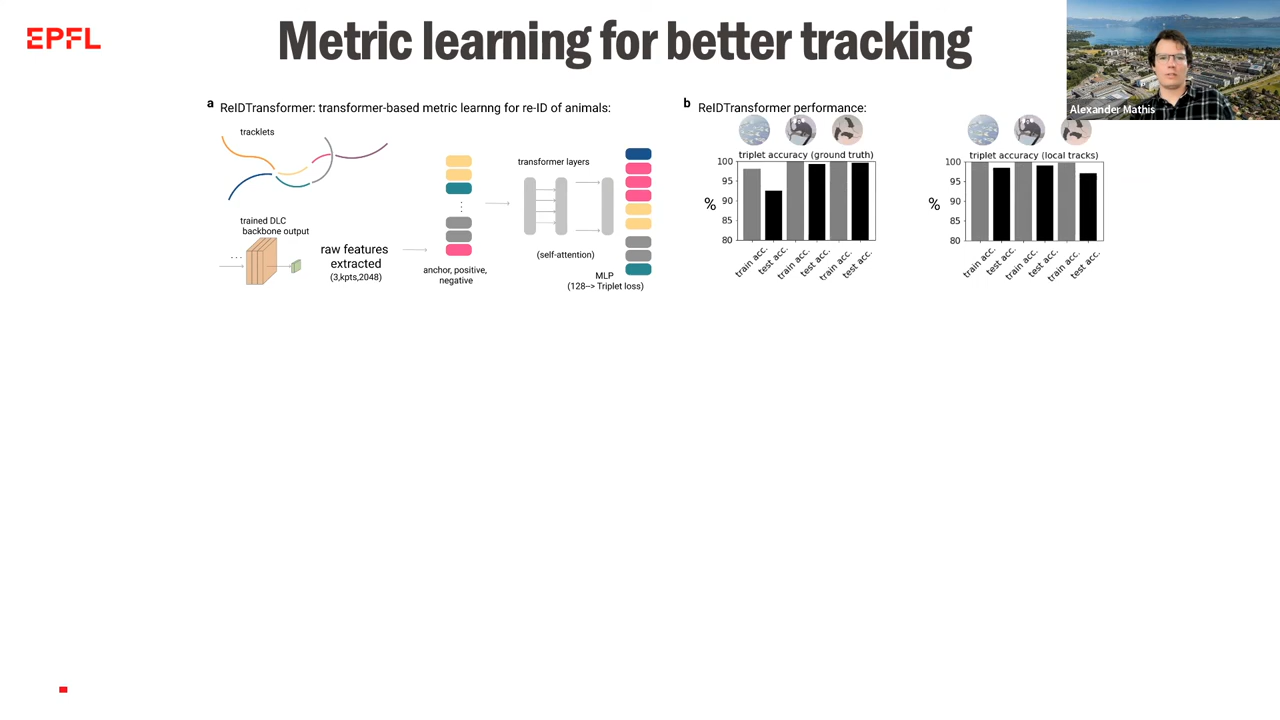 EPFL
Metric learning for better tracking
Alexander Mathis
a ReIDTransformer: transformer-based metric learnng for re-ID of animals:
tracklets
trained DLC
backbone output
...
raw features
extracted
(3,kpts,2048)
anchor, positive,
negative
transformer layers
(self-attention)
MLP
(128--> Triplet loss)
b ReIDTransformer performance:
triplet accuracy (ground truth)
%
100
95
90
85
80
train acc.
test acc.
train acc.
test acc.
train acc.
test acc.
triplet accuracy (local tracks)
%
100
95
90
85
80
train acc.
test acc.
train acc.
test acc.
train acc.
test acc.